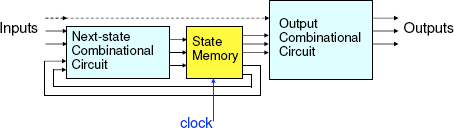 Inputs
Next-state
Combinational
Circuit
State
Memory
Output
Combinational
Circuit
Outputs
clock